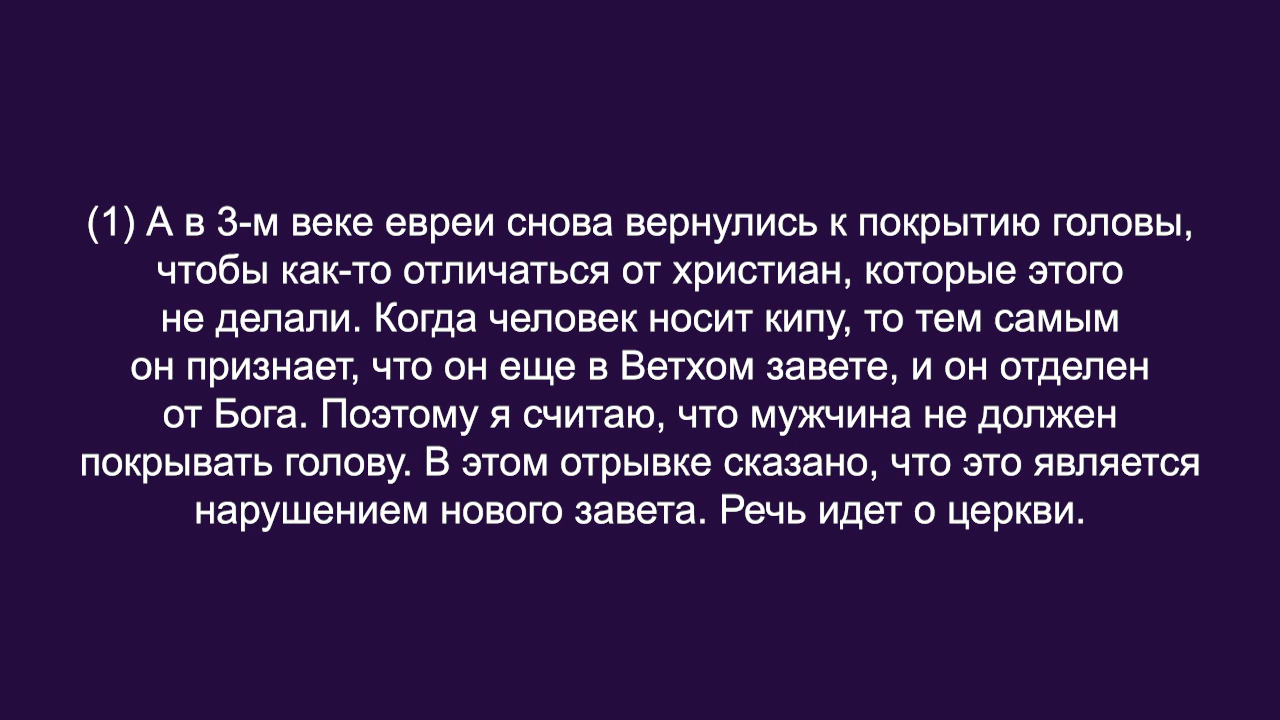 (1) А в 3-м веке евреи снова вернулись к покрытию головы,
чтобы как-то отличаться от христиан, которые этого
не делали. Когда человек носит кипу, то тем самым
он признает, что он еще в Ветхом завете, и он отделен
от Бога. Поэтому я считаю, что мужчина не должен
покрывать голову. В этом отрывке сказано, что это является
нарушением нового завета. Речь идет о церкви.